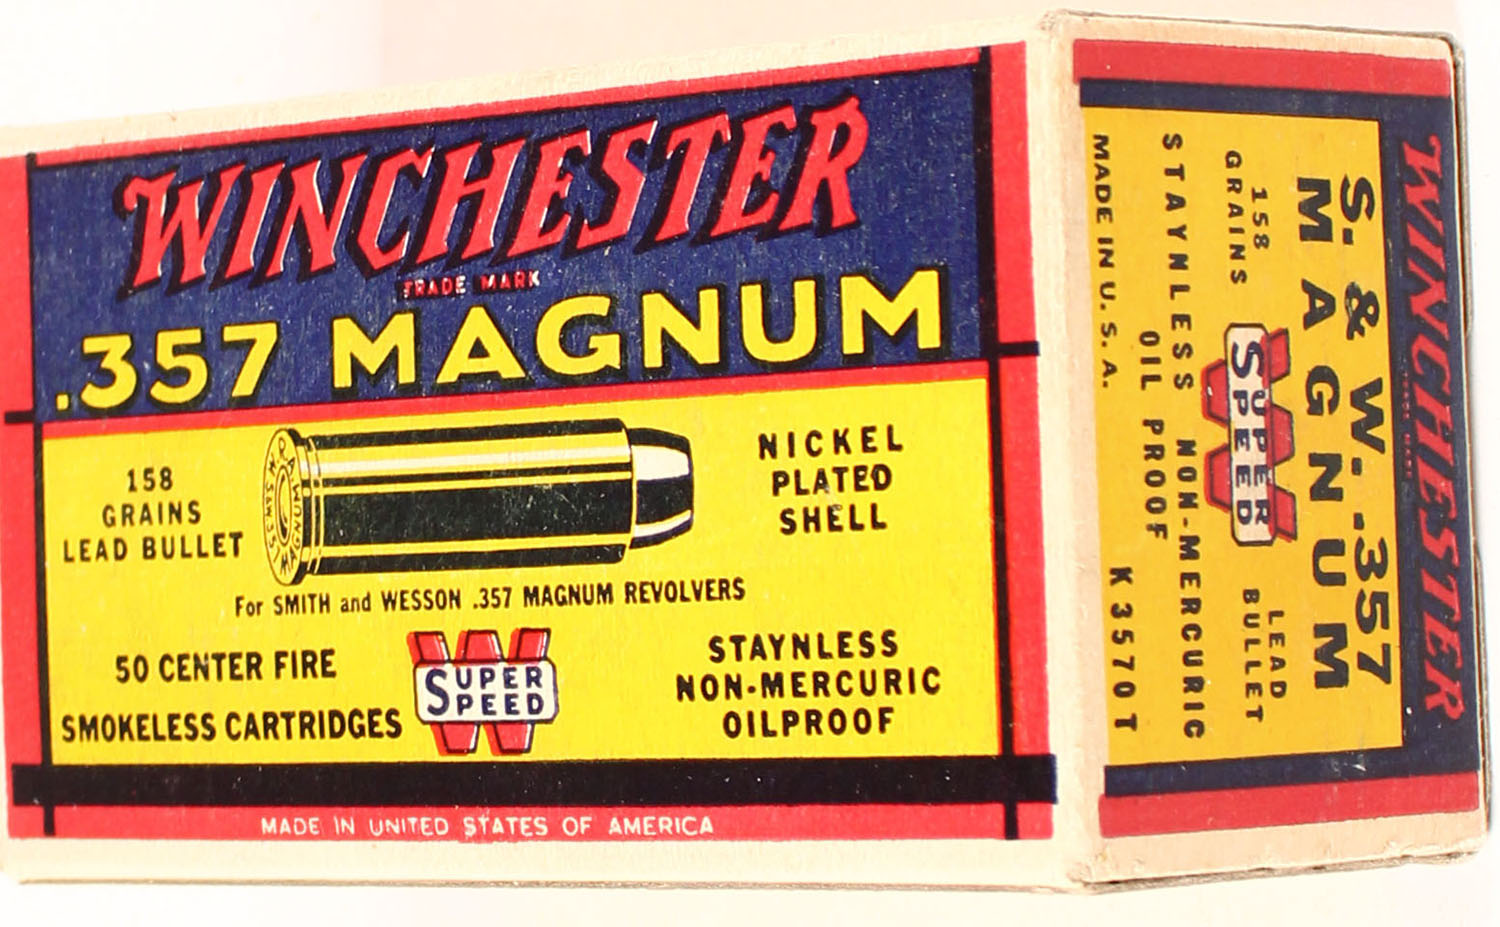 WINCHESTER
TRADE MARK
.357 MAGNUM
158
GRAINS
LEAD BULLET
NICKEL
PLATED
SHELL
For SMITH and WESSON .357 MAGNUM REVOLVERS
50 CENTER FIRE
SMOKELESS CARTRIDGES
SUPER
SPEED
STAYNLESS
NON-MERCURIC
OILPROOF
MADE IN UNITED STATES OF AMERICA
WINCHESTER
S. & W. .357
MAGNUM
158
GRAINS
SUPER
SPEED
LEAD
BULLET
STAYNLESS NON-MERCURIC
OIL PROOF
MADE IN U.S.A.
K3570T